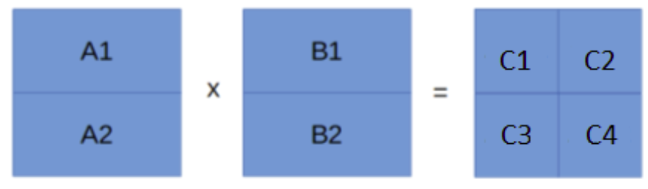 A1 B1 C1 C2
x =
A2 B2 C3 C4